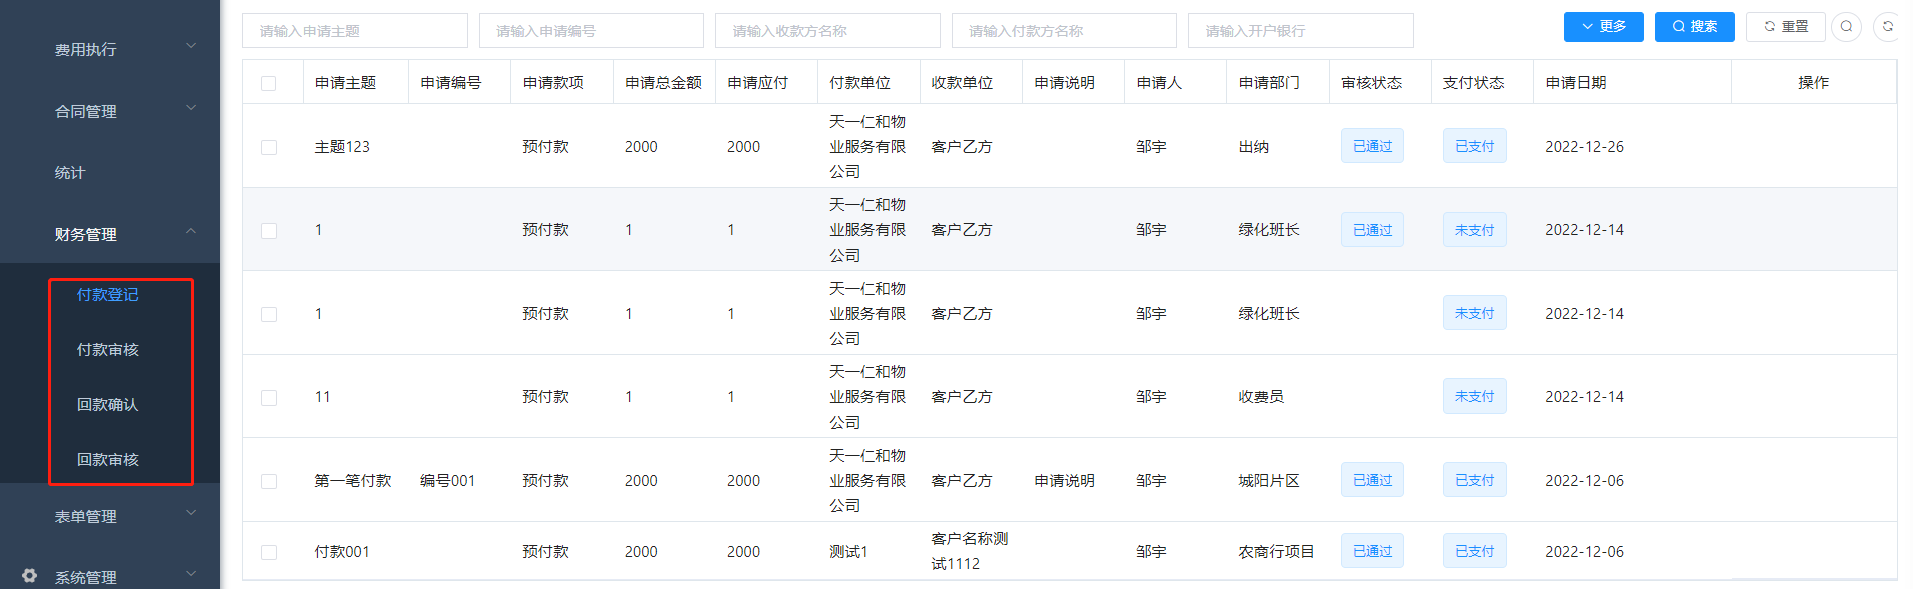 费用执行
合同管理
统计
财务管理
付款登记
付款审核
回款确认
回款审核
表单管理
系统管理
请输入申请主题 请输入申请编号 请输入收款方名称 请输入付款方名称 请输入开户银行 更多 搜索 重置
申请主题 申请编号 申请款项 申请总金额 申请应付 付款单位 收款单位 申请说明 申请人 申请部门 审核状态 支付状态 申请日期 操作
天一仁和物
主题123 预付款 2000 2000 业服务有限 客户乙方 邹宇 出纳 已通过 已支付 2022-12-26
公司
天一仁和物
1 预付款 1 1 业服务有限 客户乙方 邹宇 绿化班长 已通过 未支付 2022-12-14
公司
天一仁和物
1 预付款 1 1 业服务有限 客户乙方 邹宇 绿化班长 未支付 2022-12-14
公司
天一仁和物
11 预付款 1 1 业服务有限 客户乙方 邹宇 收费员 未支付 2022-12-14
公司
天一仁和物
第一笔付款 编号001 预付款 2000 2000 业服务有限 客户乙方 申请说明 邹宇 城阳片区 已通过 已支付 2022-12-06
公司
客户名称测
付款001 预付款 2000 2000 测试1 邹宇 农商行项目 已通过 已支付 2022-12-06
试1112